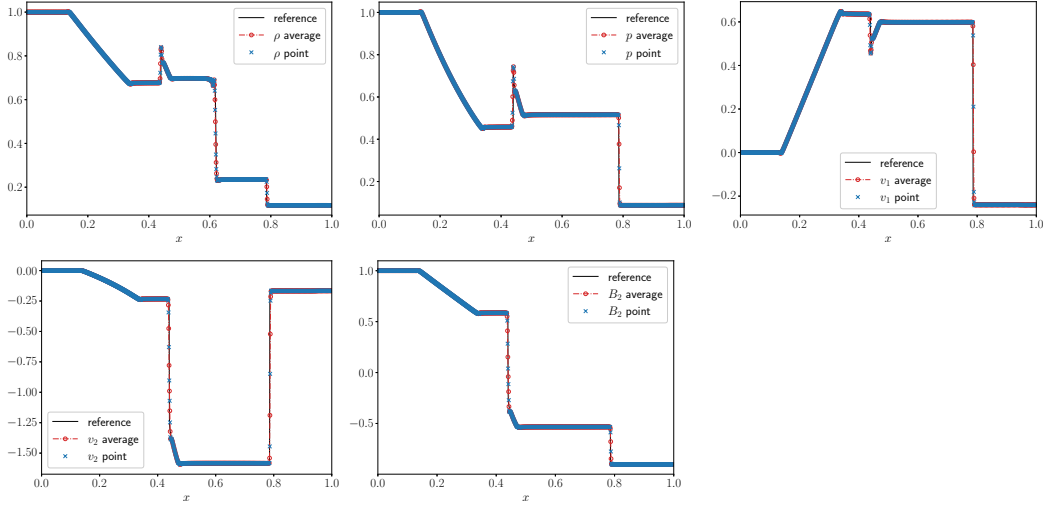 1.0
0.8
0.6
0.4
0.2
0.0 0.2 0.4 0.6 0.8 1.0
x
reference
ρ average
ρ point
1.0
0.8
0.6
0.4
0.2
0.0 0.2 0.4 0.6 0.8 1.0
x
reference
p average
p point
0.6
0.4
0.2
0.0
−0.2
0.0 0.2 0.4 0.6 0.8 1.0
x
reference
v₁ average
v₁ point
0.00
−0.25
−0.50
−0.75
−1.00
−1.25
−1.50
0.0 0.2 0.4 0.6 0.8 1.0
x
reference
v₂ average
v₂ point
1.0
0.5
0.0
−0.5
0.0 0.2 0.4 0.6 0.8 1.0
x
reference
B₂ average
B₂ point